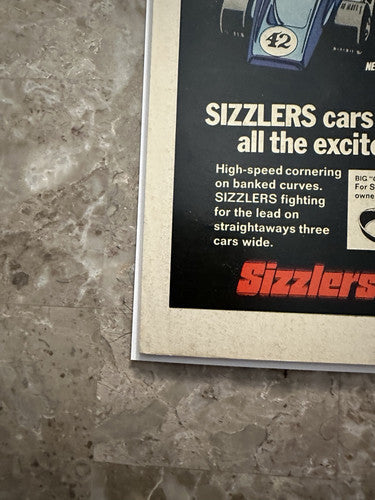 42
NE
SIZZLERS cars
all the excite
High-speed cornering
on banked curves.
SIZZLERS fighting
for the lead on
straightaways three
cars wide.
BIG "
For S
owne
Sizzlers